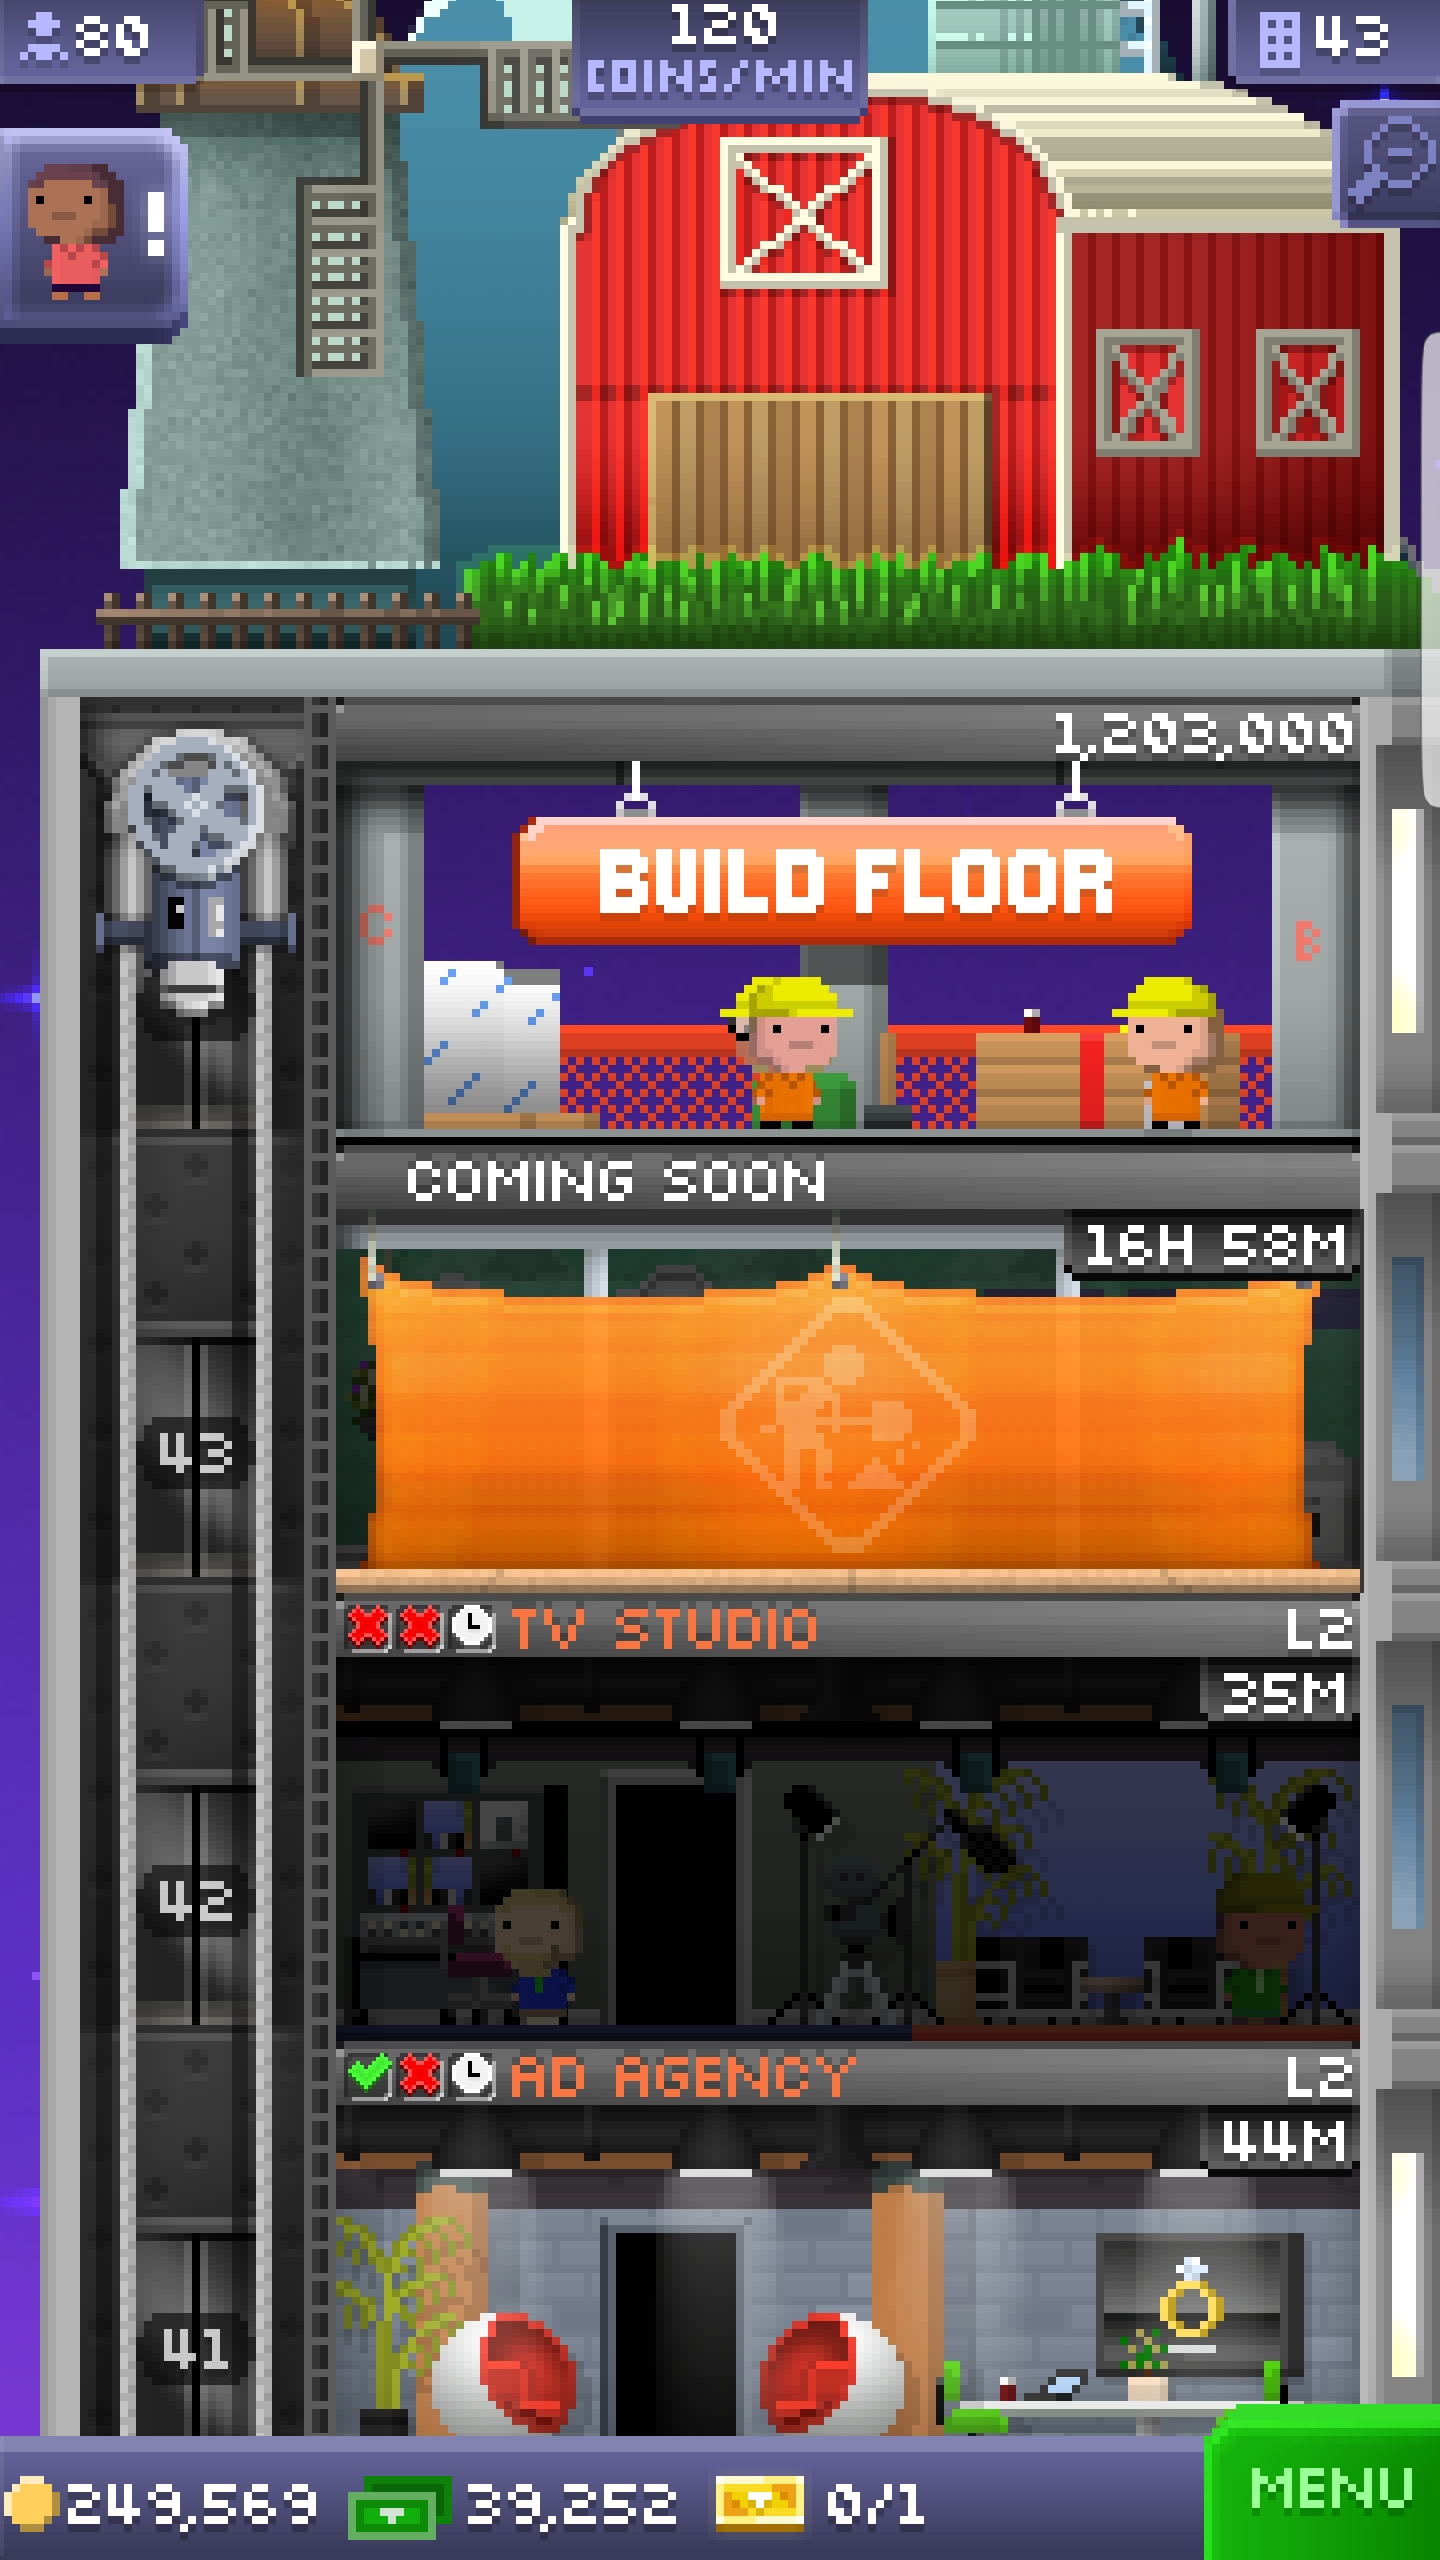 80
120
COINS/MIN
43
!
1,203,000
BUILD FLOOR
C
B
COMING SOON
16H 58M
43
TV STUDIO
L2
35M
42
AD AGENCY
L2
44M
41
249,569
39,252
0/1
MENU